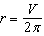 r = V / 2π